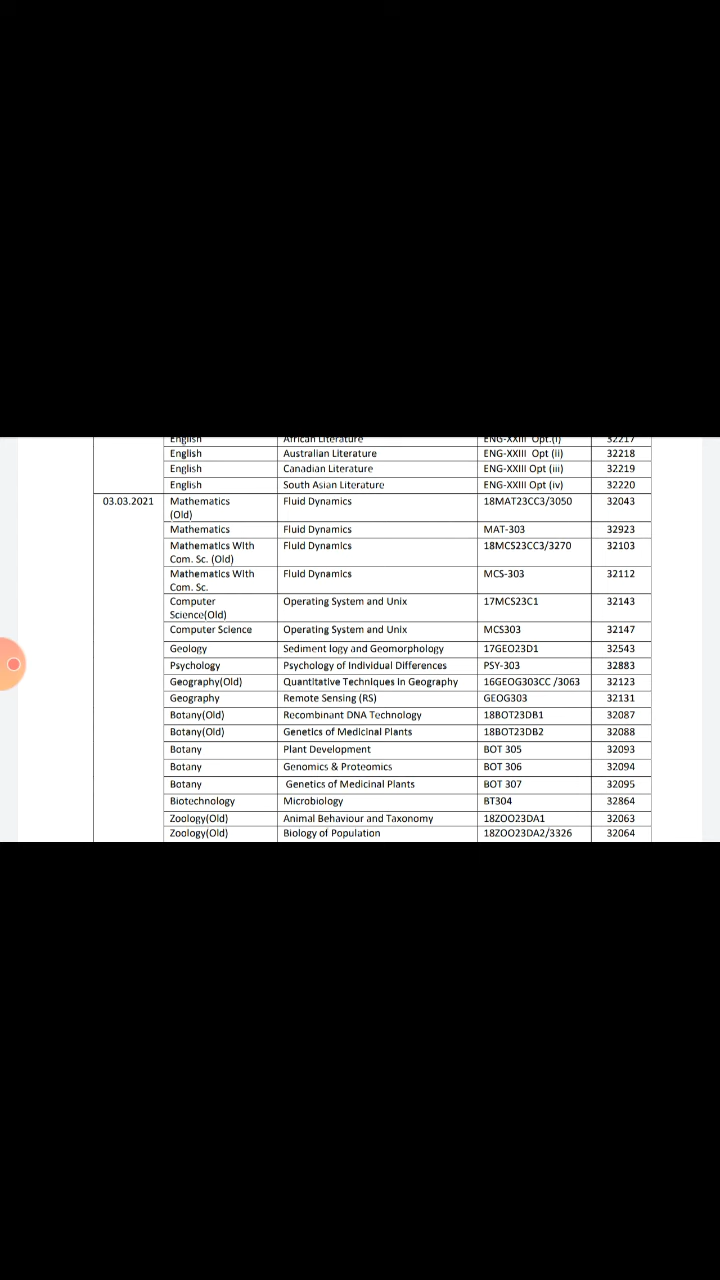 English African Literature ENG-XXIII Opt.(i) 32217
English Australian Literature ENG-XXIII Opt (ii) 32218
English Canadian Literature ENG-XXIII Opt (iii) 32219
English South Asian Literature ENG-XXIII Opt (iv) 32220
03.03.2021 Mathematics Fluid Dynamics 18MAT23CC3/3050 32043
(Old)
Mathematics Fluid Dynamics MAT-303 32923
Mathematics With Fluid Dynamics 18MCS23CC3/3270 32103
Com. Sc. (Old)
Mathematics With Fluid Dynamics MCS-303 32112
Com. Sc.
Computer Operating System and Unix 17MCS23C1 32143
Science(Old)
Computer Science Operating System and Unix MCS303 32147
Geology Sediment logy and Geomorphology 17GEO23D1 32543
Psychology Psychology of Individual Differences PSY-303 32883
Geography(Old) Quantitative Techniques in Geography 16GEOG303CC /3063 32123
Geography Remote Sensing (RS) GEOG303 32131
Botany(Old) Recombinant DNA Technology 18BOT23DB1 32087
Botany(Old) Genetics of Medicinal Plants 18BOT23DB2 32088
Botany Plant Development BOT 305 32093
Botany Genomics & Proteomics BOT 306 32094
Botany Genetics of Medicinal Plants BOT 307 32095
Biotechnology Microbiology BT304 32864
Zoology(Old) Animal Behaviour and Taxonomy 18ZOO23DA1 32063
Zoology(Old) Biology of Population 18ZOO23DA2/3326 32064